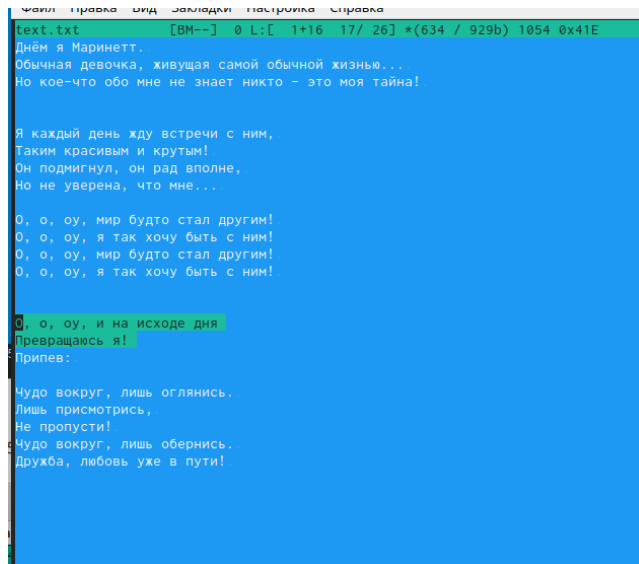 Файл Правка Вид Закладки Настройка Справка
text.txt [BM--] 0 L:[ 1+16 17/ 26] *(634 / 929b) 1054 0x41E
Днём я Маринетт.
Обычная девочка, живущая самой обычной жизнью...
Но кое-что обо мне не знает никто – это моя тайна!
Я каждый день жду встречи с ним,
Таким красивым и крутым!
Он подмигнул, он рад вполне,
Но не уверена, что мне...
О, о, оу, мир будто стал другим!
О, о, оу, я так хочу быть с ним!
О, о, оу, мир будто стал другим!
О, о, оу, я так хочу быть с ним!
О, о, оу, и на исходе дня
Превращаюсь я!
Припев:
Чудо вокруг, лишь оглянись.
Лишь присмотрись,
Не пропусти!
Чудо вокруг, лишь обернись.
Дружба, любовь уже в пути!